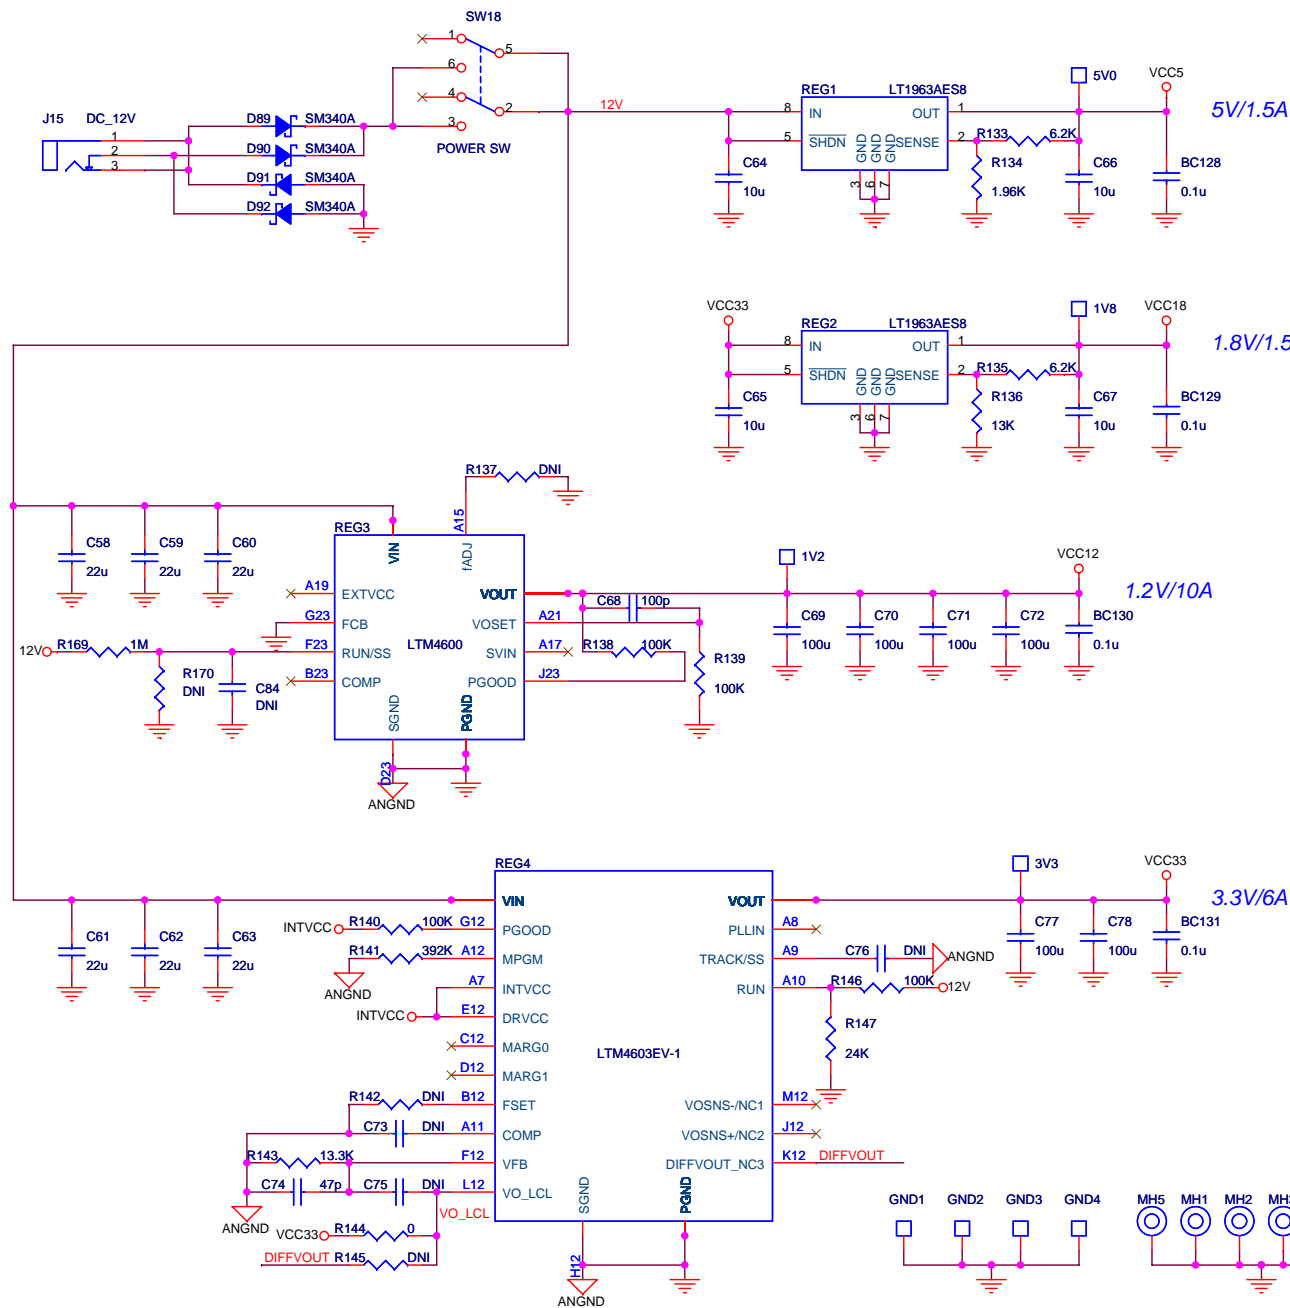 SW18
1
5
6
4
2
3
POWER SW
J15 DC_12V
1
2
3
D89 SM340A
D90 SM340A
D91 SM340A
D92 SM340A
12V
REG1 LT1963AES8
8 IN OUT 1
5 SHDN SENSE 2
GND GND GND
3 6 7
C64
10u
R133 6.2K
R134
1.96K
5V0
C66
10u
VCC5
BC128
0.1u
5V/1.5A
VCC33
REG2 LT1963AES8
8 IN OUT 1
5 SHDN SENSE 2
GND GND GND
3 6 7
C65
10u
R135 6.2K
R136
13K
1V8
C67
10u
VCC18
BC129
0.1u
1.8V/1.5
R137 DNI
C58
22u
C59
22u
C60
22u
REG3
A15
VIN fADJ
A19 EXTVCC
G23 FCB
F23 RUN/SS
B23 COMP
LTM4600
VOUT
VOSET A21
SVIN A17
PGOOD J23
SGND PGND
D23
ANGND
12V R169 1M
R170
DNI
C84
DNI
C68 100p
R138 100K
R139
100K
1V2
C69
100u
C70
100u
C71
100u
C72
100u
VCC12
BC130
0.1u
1.2V/10A
C61
22u
C62
22u
C63
22u
REG4
VIN
INTVCC R140 100K G12 PGOOD
R141 392K A12 MPGM
ANGND
A7 INTVCC
INTVCC E12 DRVCC
C12 MARG0
D12 MARG1
R142 DNI B12 FSET
C73 DNI A11 COMP
R143 13.3K F12 VFB
C74 47p C75 DNI L12 VO_LCL
ANGND
VO_LCL
VCC33 R144 0
DIFFVOUT R145 DNI
LTM4603EV-1
VOUT
PLLIN A8
TRACK/SS A9
RUN A10
VOSNS-/NC1 M12
VOSNS+/NC2 J12
DIFFVOUT_NC3 K12 DIFFVOUT
SGND PGND
H12
ANGND
C76 DNI ANGND
R146 100K 12V
R147
24K
3V3
C77
100u
C78
100u
VCC33
BC131
0.1u
3.3V/6A
GND1 GND2 GND3 GND4
MH5 MH1 MH2 MH3